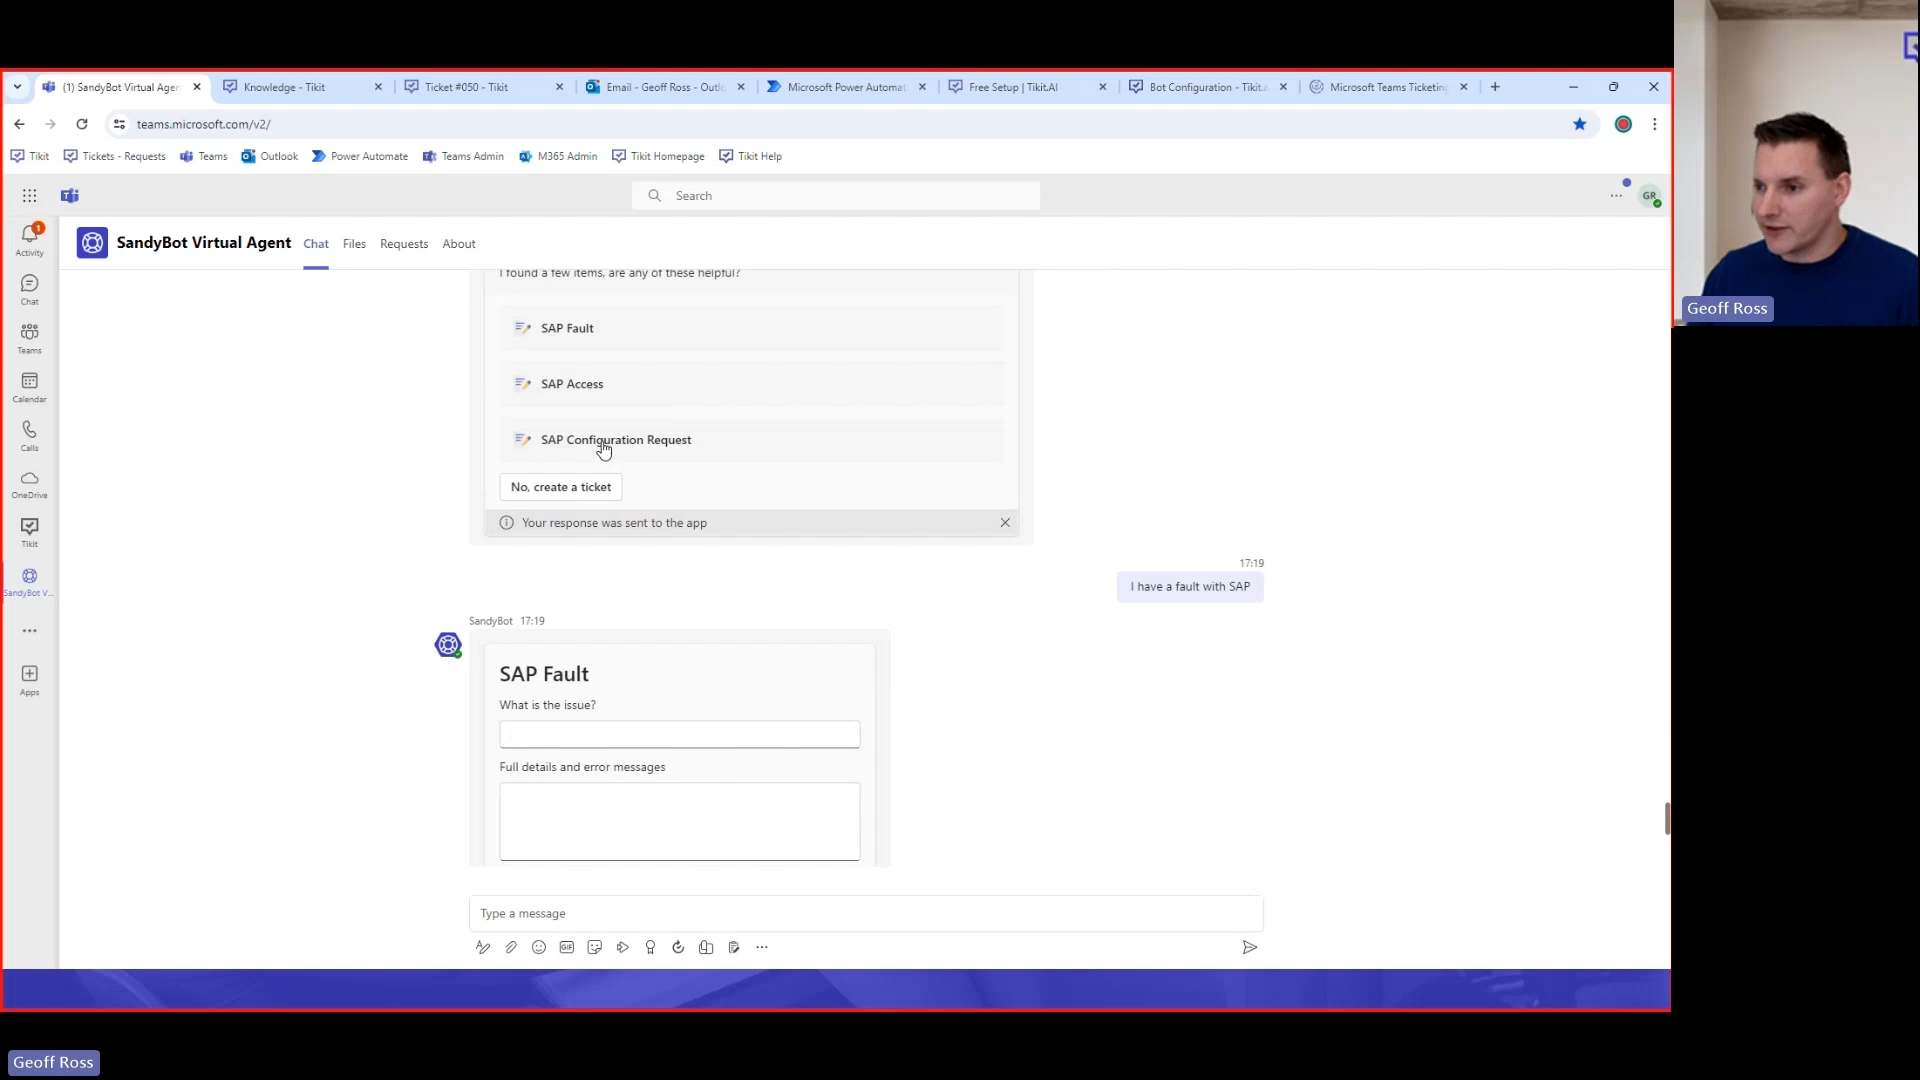 (1) SandyBot Virtual Agen
Knowledge - Tikit
Ticket #050 - Tikit
Email - Geoff Ross - Outlo
Microsoft Power Automat
Free Setup | Tikit.AI
Bot Configuration - Tikit.a
Microsoft Teams Ticketing
teams.microsoft.com/v2/
Tikit
Tickets - Requests
Teams
Outlook
Power Automate
Teams Admin
M365 Admin
Tikit Homepage
Tikit Help
Search
GR
Geoff Ross
SandyBot Virtual Agent
Chat
Files
Requests
About
1
Activity
Chat
Teams
Calendar
Calls
OneDrive
Tikit
SandyBot V...
Apps
I found a few items, are any of these helpful?
SAP Fault
SAP Access
SAP Configuration Request
No, create a ticket
Your response was sent to the app
17:19
I have a fault with SAP
SandyBot 17:19
SAP Fault
What is the issue?
Full details and error messages
Type a message
GIF
Geoff Ross